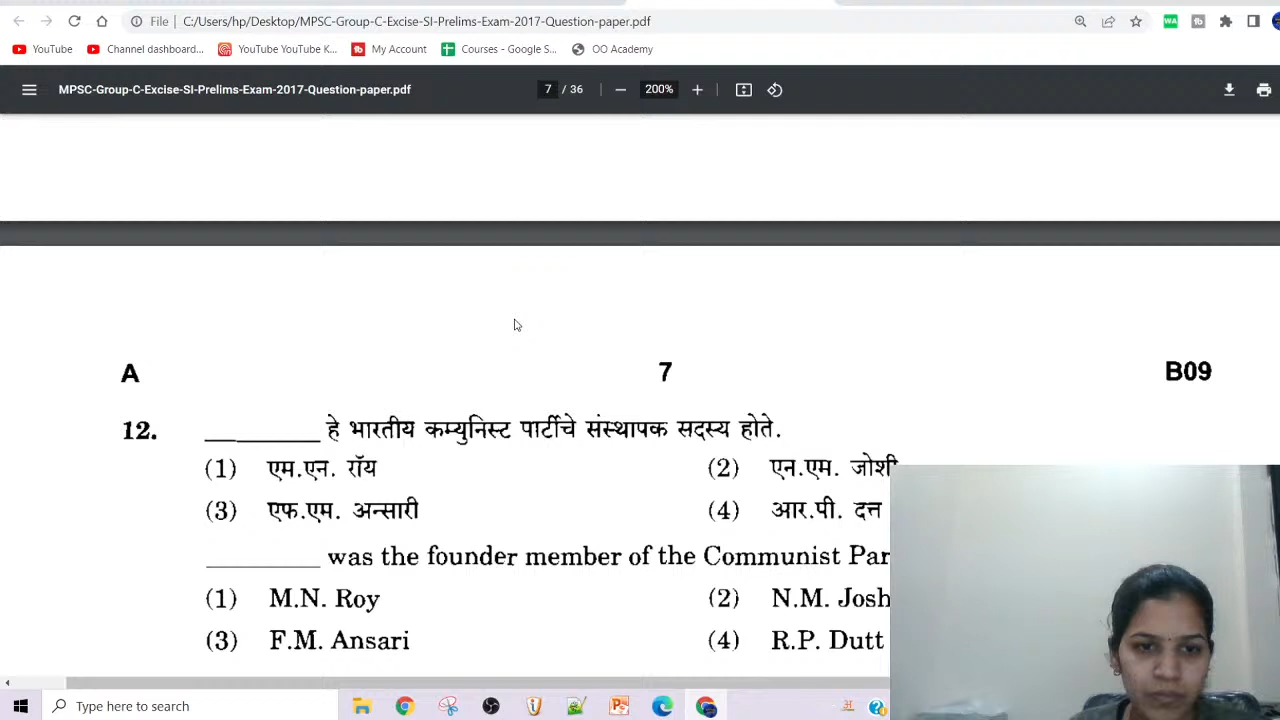 File C:/Users/hp/Desktop/MPSC-Group-C-Excise-SI-Prelims-Exam-2017-Question-paper.pdf
YouTube Channel dashboard... YouTube YouTube K... My Account Courses - Google S... OO Academy
MPSC-Group-C-Excise-SI-Prelims-Exam-2017-Question-paper.pdf 7 / 36 200%
A 7 B09
12. ________ हे भारतीय कम्युनिस्ट पार्टीचे संस्थापक सदस्य होते.
(1) एम.एन. रॉय (2) एन.एम. जोशी
(3) एफ.एम. अन्सारी (4) आर.पी. दत्त
________ was the founder member of the Communist Par
(1) M.N. Roy (2) N.M. Josh
(3) F.M. Ansari (4) R.P. Dutt
Type here to search अ